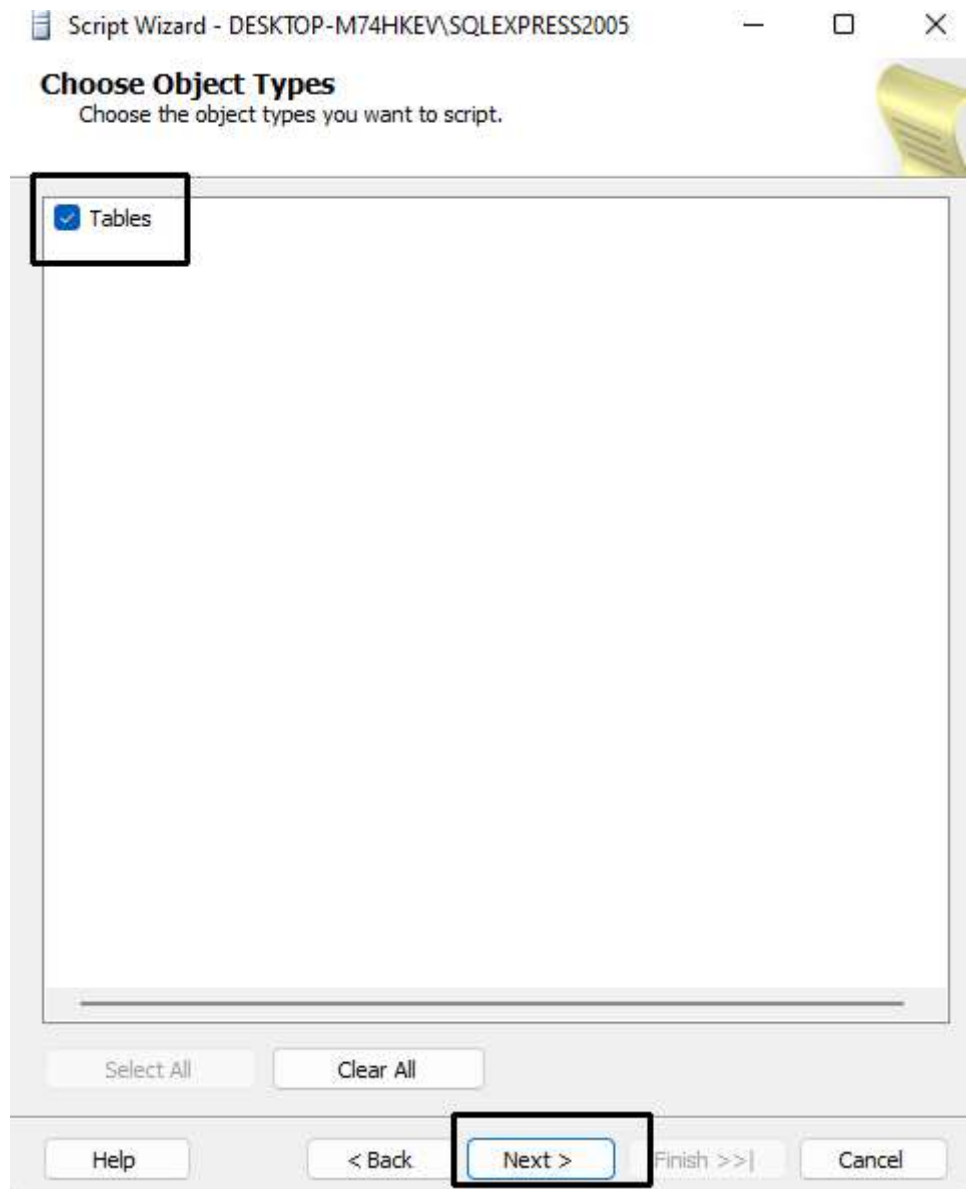 Script Wizard - DESKTOP-M74HKEV\SQLEXPRESS2005
Choose Object Types
Choose the object types you want to script.
Tables
Select All Clear All
Help < Back Next > Finish >>| Cancel